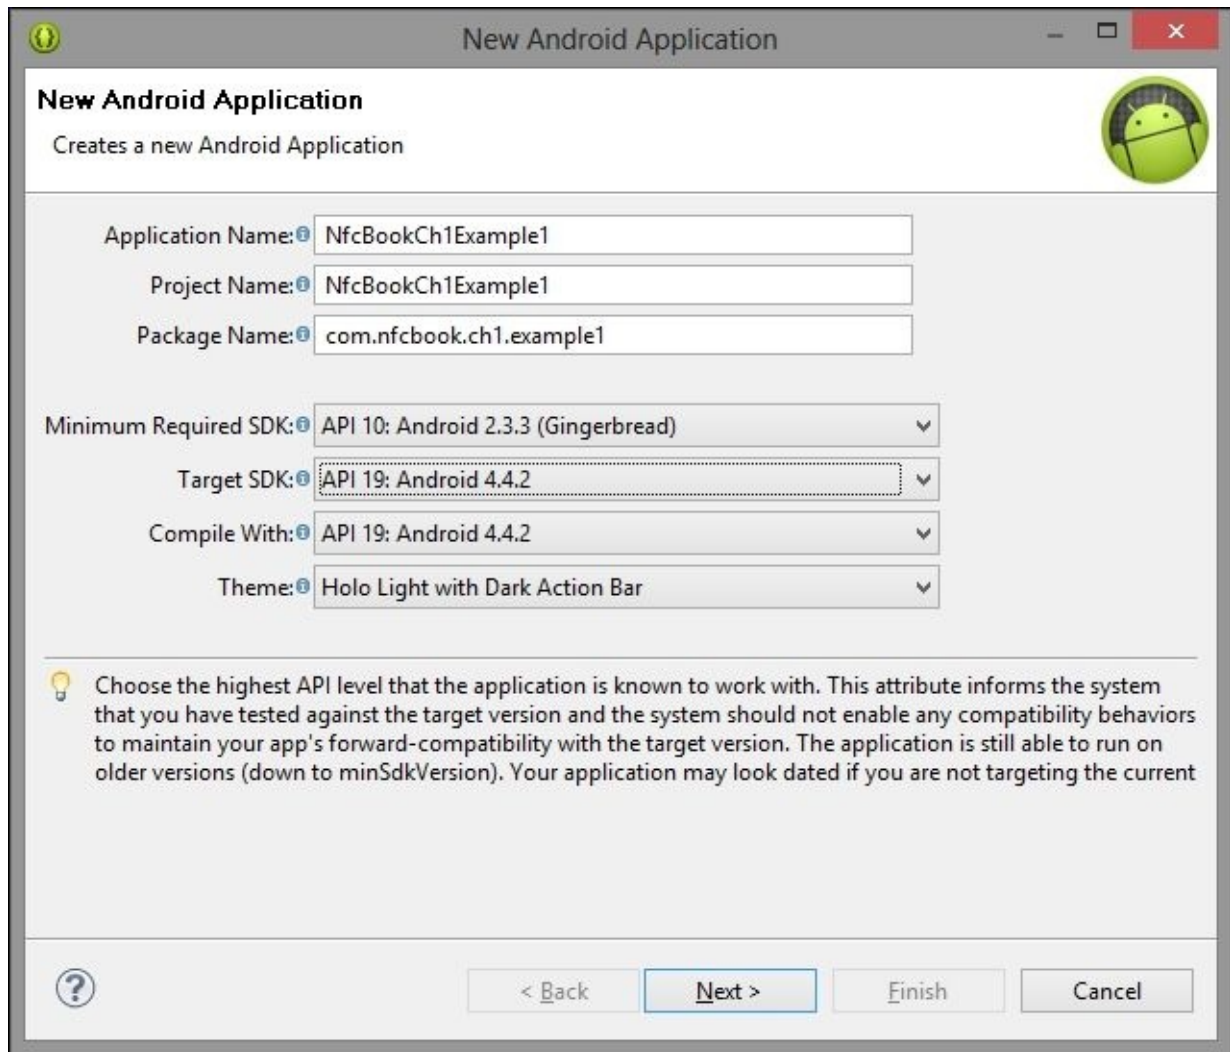 New Android Application
New Android Application
Creates a new Android Application
Application Name: NfcBookCh1Example1
Project Name: NfcBookCh1Example1
Package Name: com.nfcbook.ch1.example1
Minimum Required SDK: API 10: Android 2.3.3 (Gingerbread)
Target SDK: API 19: Android 4.4.2
Compile With: API 19: Android 4.4.2
Theme: Holo Light with Dark Action Bar
Choose the highest API level that the application is known to work with. This attribute informs the system
that you have tested against the target version and the system should not enable any compatibility behaviors
to maintain your app's forward-compatibility with the target version. The application is still able to run on
older versions (down to minSdkVersion). Your application may look dated if you are not targeting the current
? < Back Next > Finish Cancel